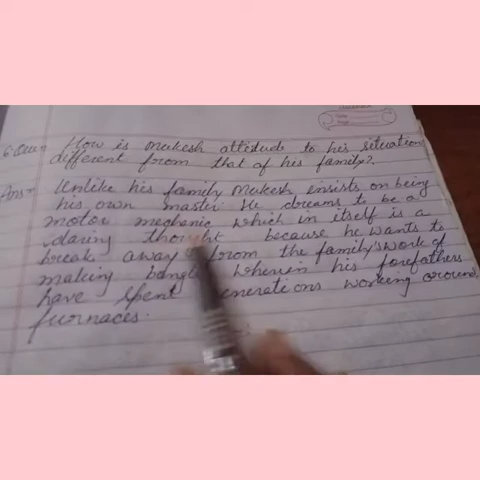 6. Ques How is Mukesh attitude to his situation
different from that of his family?
Ans Unlike his family Mukesh insists on being
his own master He dreams to be a
motor mechanic which in itself is a
daring thought because he wants to
break away from the family's work of
making wherein his forefathers
have spent generations working around
furnaces.